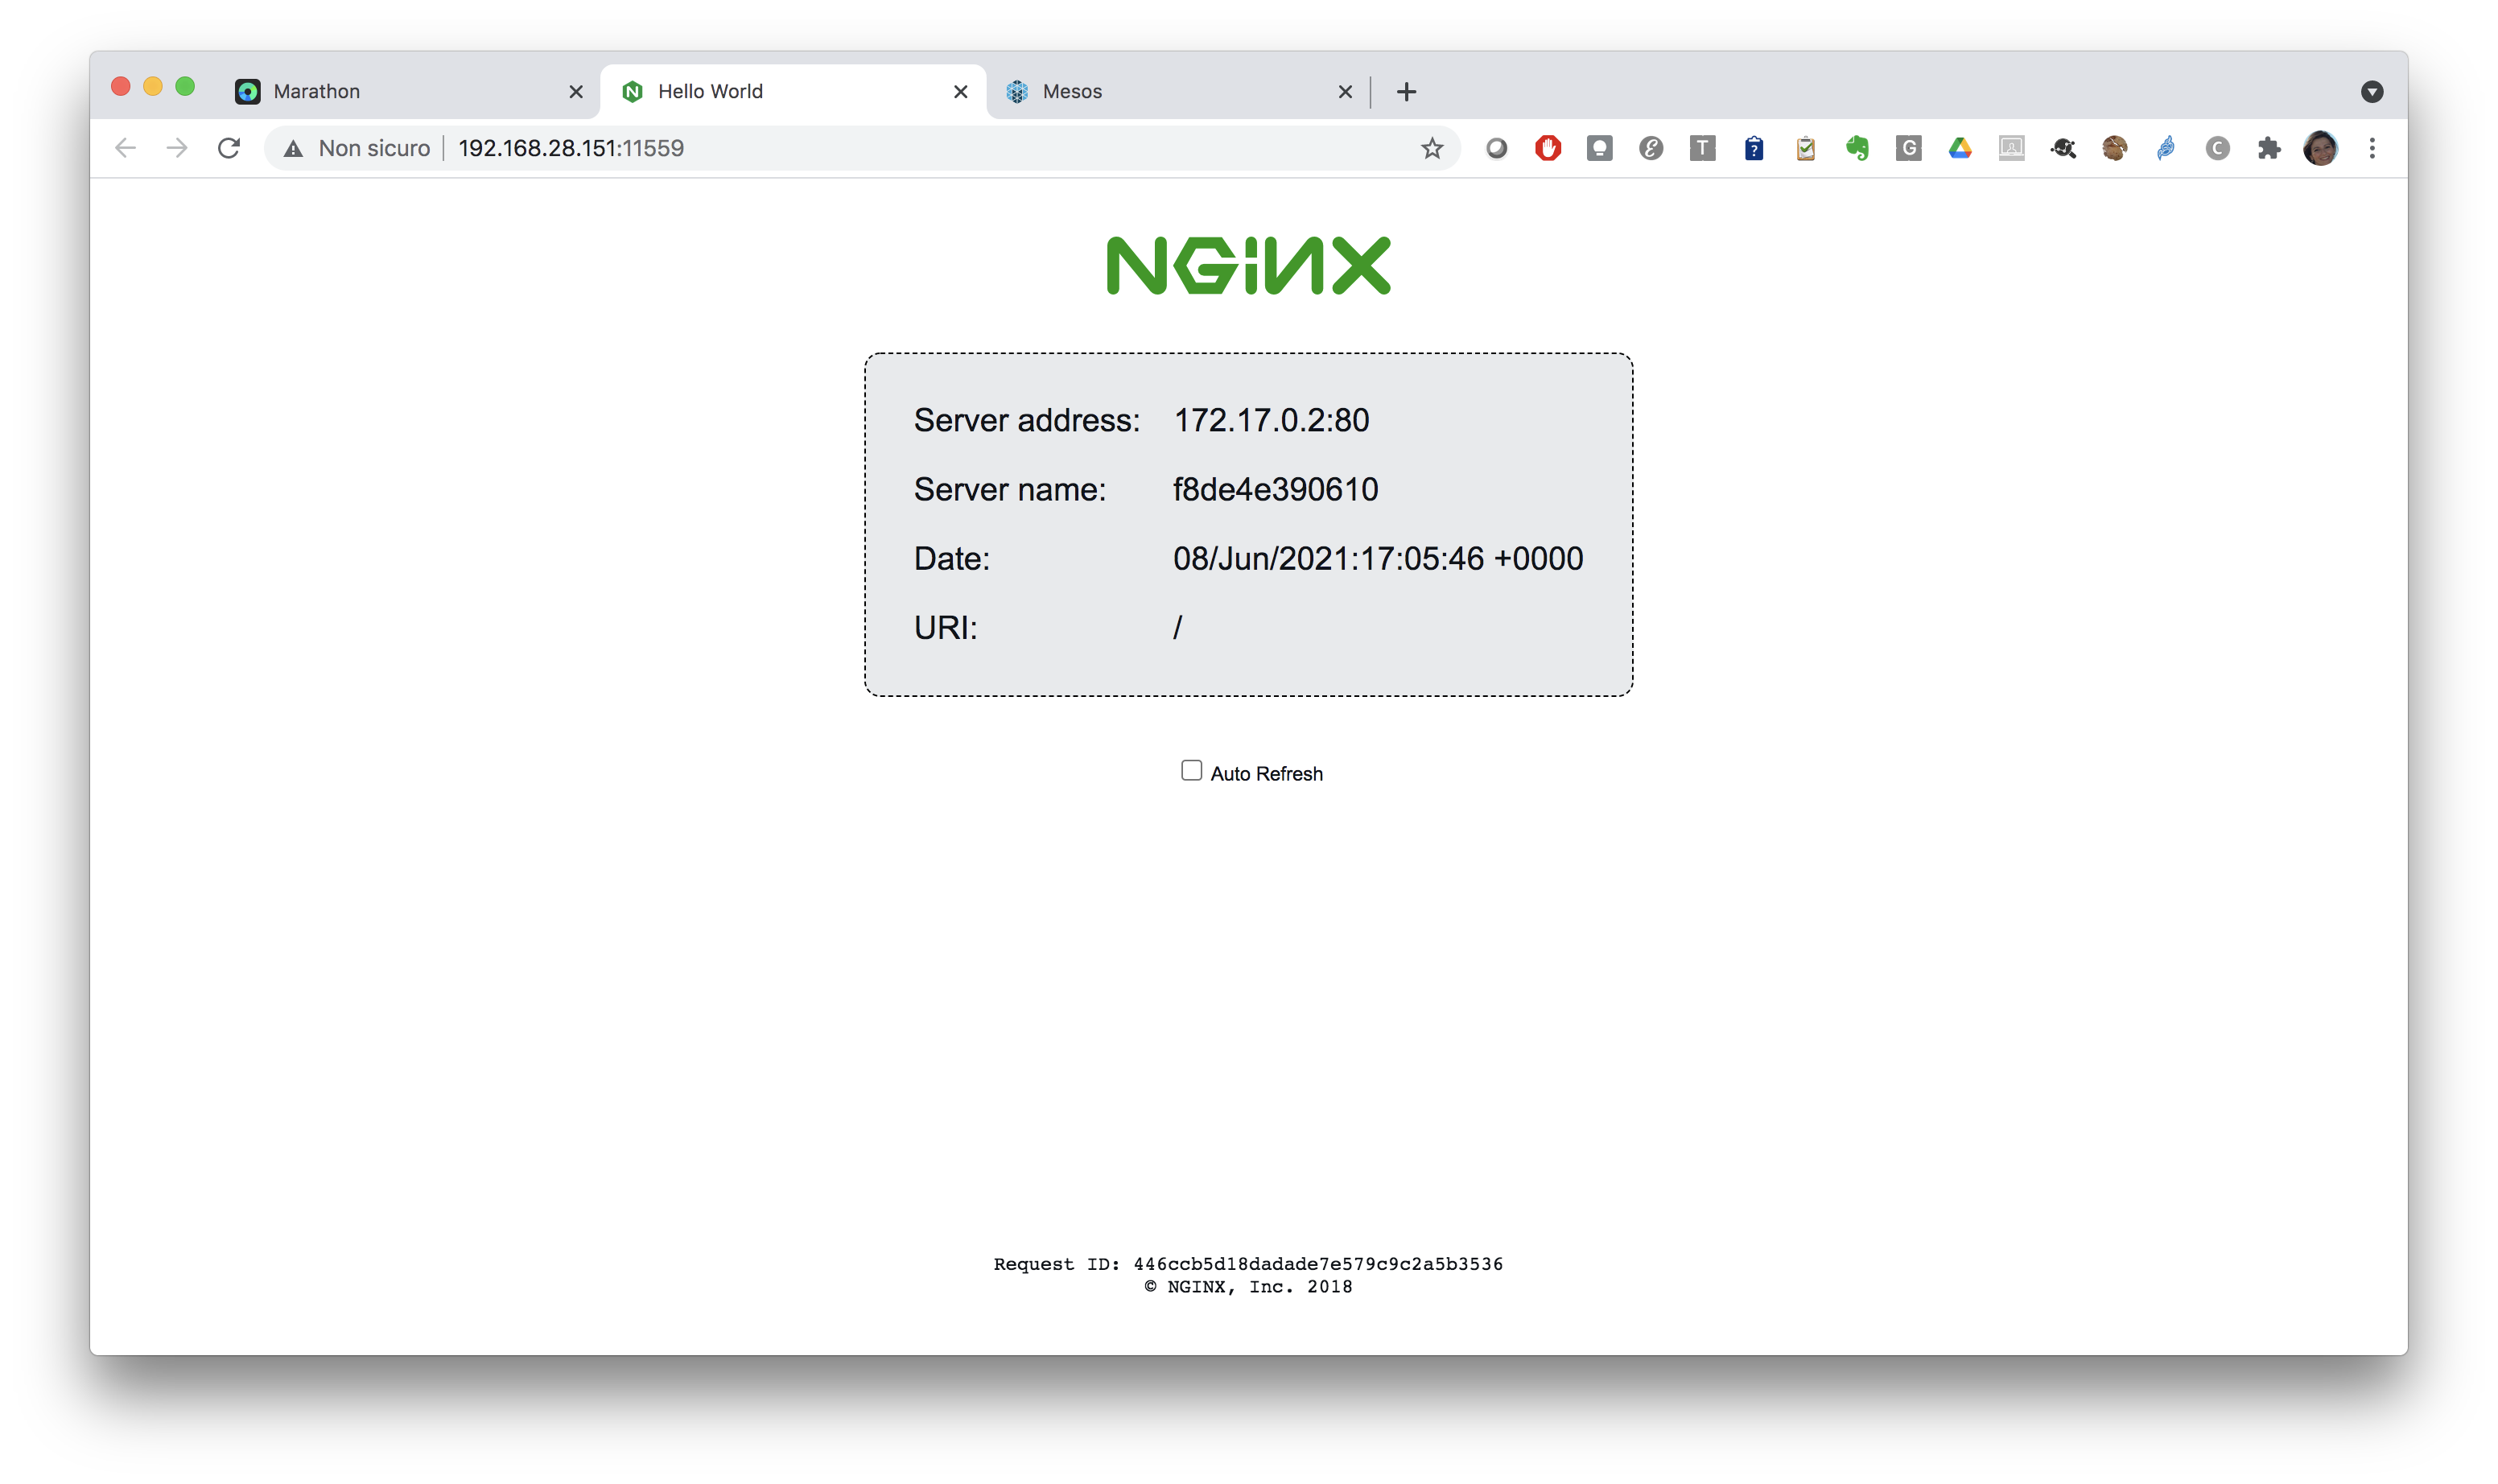 Marathon
Hello World
Mesos
Non sicuro 192.168.28.151:11559
T
?
G
C
NGINX
Server address: 172.17.0.2:80
Server name: f8de4e390610
Date: 08/Jun/2021:17:05:46 +0000
URI: /
Auto Refresh
Request ID: 446ccb5d18dadade7e579c9c2a5b3536
© NGINX, Inc. 2018